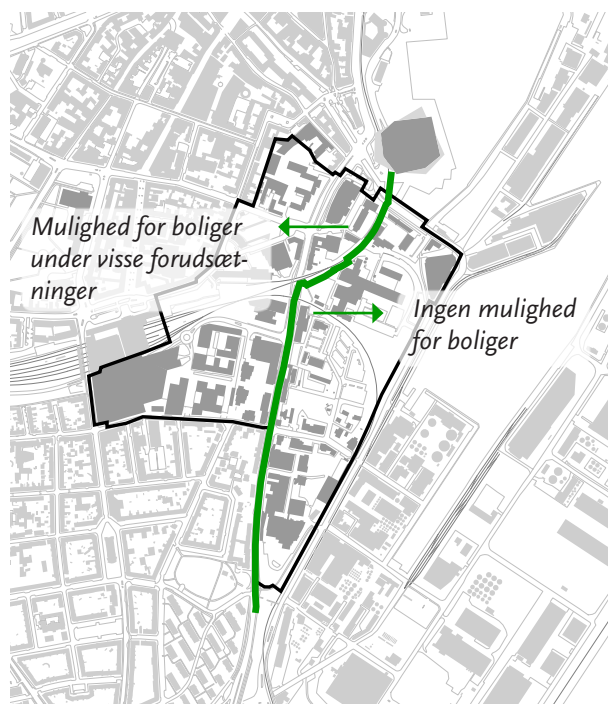 Mulighed for boliger
under visse forudsæt-
ninger
Ingen mulighed
for boliger